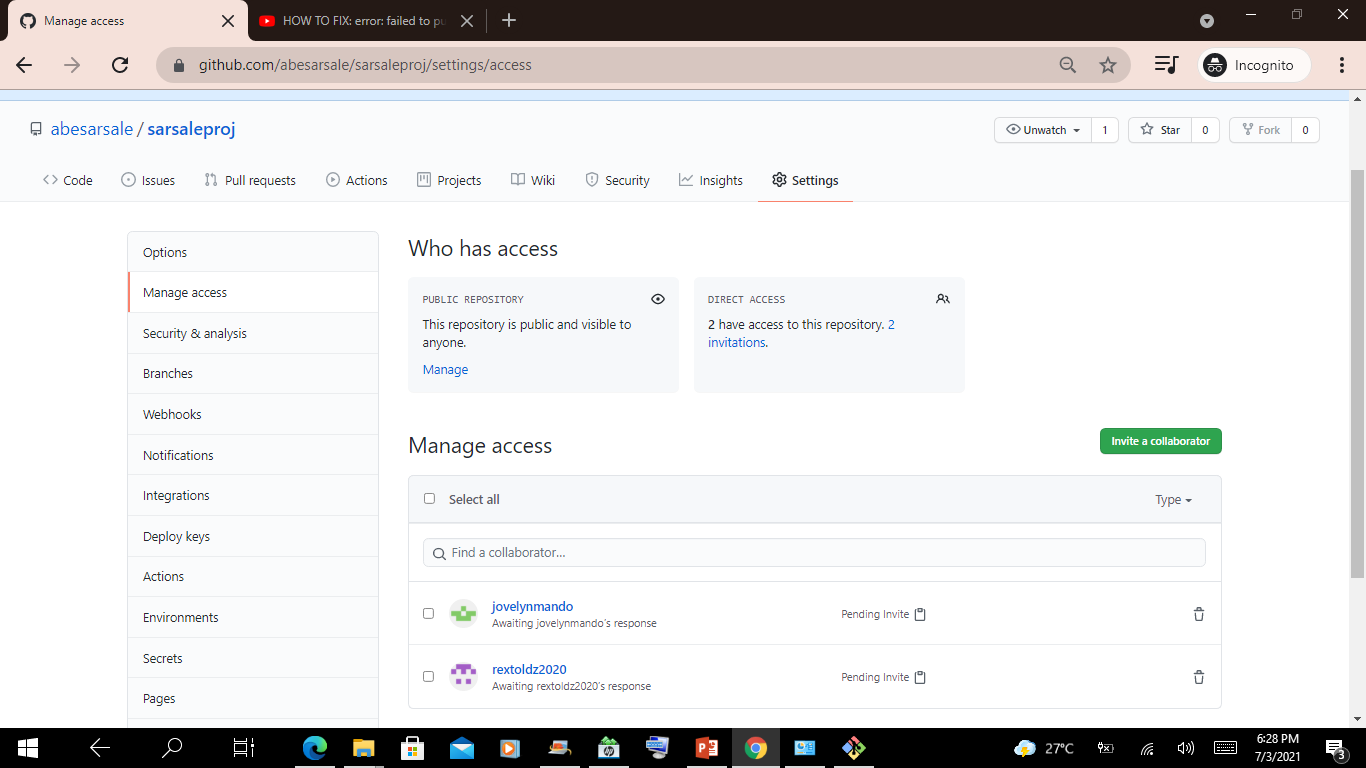 Manage access
HOW TO FIX: error: failed to pu
github.com/abesarsale/sarsaleproj/settings/access
Incognito
abesarsale / sarsaleproj
Unwatch 1
Star 0
Fork 0
Code
Issues
Pull requests
Actions
Projects
Wiki
Security
Insights
Settings
Options
Manage access
Security & analysis
Branches
Webhooks
Notifications
Integrations
Deploy keys
Actions
Environments
Secrets
Pages
Who has access
PUBLIC REPOSITORY
This repository is public and visible to
anyone.
Manage
DIRECT ACCESS
2 have access to this repository. 2
invitations.
Manage access
Invite a collaborator
Select all
Type
Find a collaborator...
jovelynmando
Awaiting jovelynmando's response
Pending Invite
rextoldz2020
Awaiting rextoldz2020's response
Pending Invite
27°C
6:28 PM
7/3/2021
3